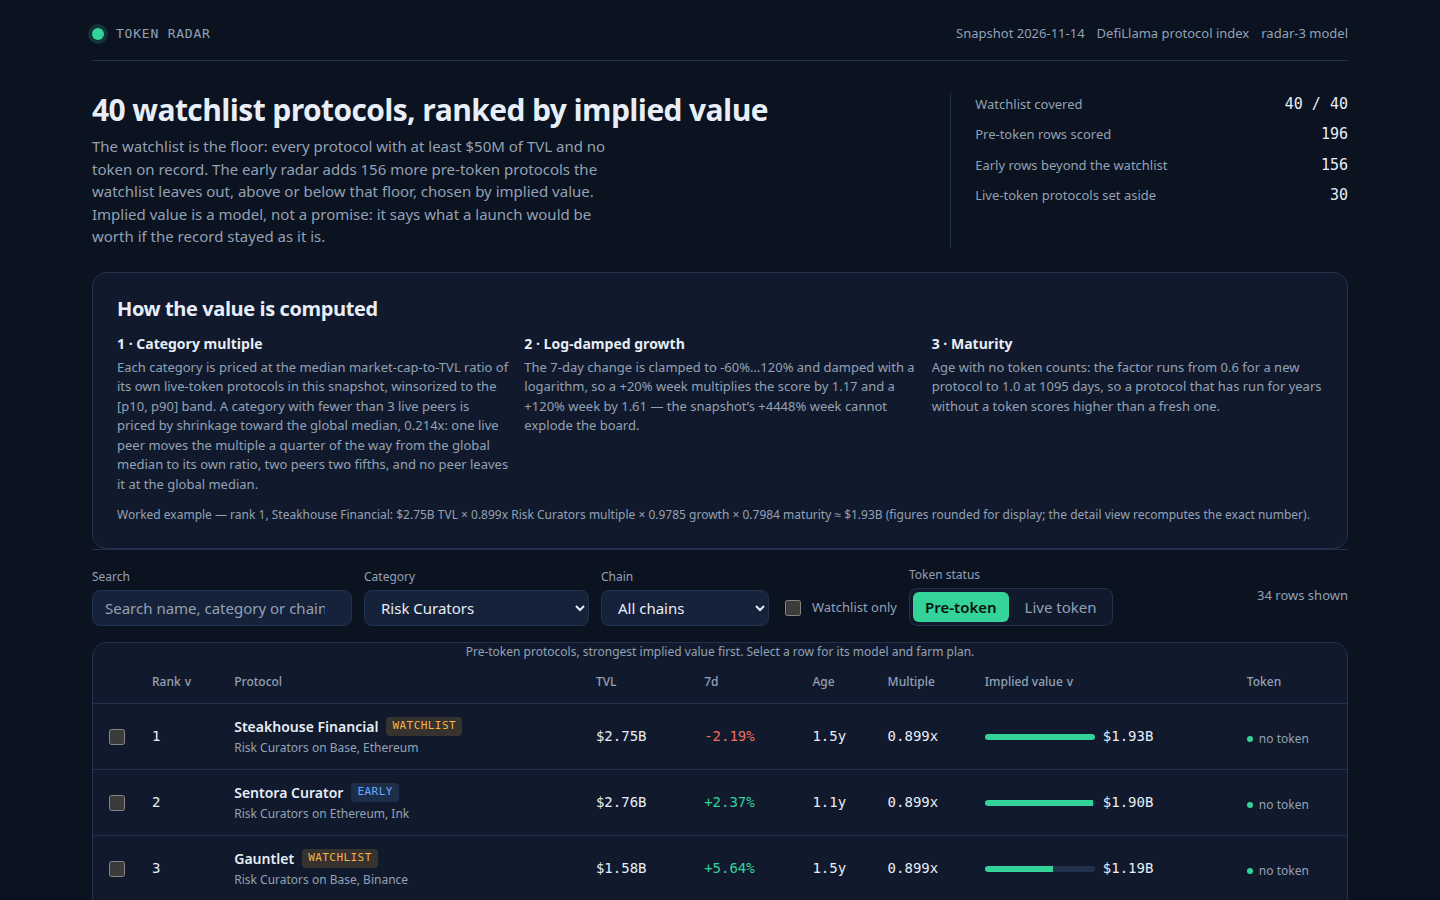 TOKEN RADAR
Snapshot 2026-11-14 DefiLlama protocol index radar-3 model
40 watchlist protocols, ranked by implied value
The watchlist is the floor: every protocol with at least $50M of TVL and no
token on record. The early radar adds 156 more pre-token protocols the
watchlist leaves out, above or below that floor, chosen by implied value.
Implied value is a model, not a promise: it says what a launch would be
worth if the record stayed as it is.
Watchlist covered 40 / 40
Pre-token rows scored 196
Early rows beyond the watchlist 156
Live-token protocols set aside 30
How the value is computed
1 · Category multiple
Each category is priced at the median market-cap-to-TVL ratio of
its own live-token protocols in this snapshot, winsorized to the
[p10, p90] band. A category with fewer than 3 live peers is
priced by shrinkage toward the global median, 0.214x: one live
peer moves the multiple a quarter of the way from the global
median to its own ratio, two peers two fifths, and no peer leaves
it at the global median.
2 · Log-damped growth
The 7-day change is clamped to -60%...120% and damped with a
logarithm, so a +20% week multiplies the score by 1.17 and a
+120% week by 1.61 — the snapshot's +4448% week cannot
explode the board.
3 · Maturity
Age with no token counts: the factor runs from 0.6 for a new
protocol to 1.0 at 1095 days, so a protocol that has run for years
without a token scores higher than a fresh one.
Worked example — rank 1, Steakhouse Financial: $2.75B TVL × 0.899x Risk Curators multiple × 0.9785 growth × 0.7984 maturity ≈ $1.93B (figures rounded for display; the detail view recomputes the exact number).
Search Category Chain Token status
Search name, category or chain Risk Curators All chains Watchlist only Pre-token Live token 34 rows shown
Pre-token protocols, strongest implied value first. Select a row for its model and farm plan.
Rank v Protocol TVL 7d Age Multiple Implied value v Token
1 Steakhouse Financial WATCHLIST $2.75B -2.19% 1.5y 0.899x $1.93B no token
Risk Curators on Base, Ethereum
2 Sentora Curator EARLY $2.76B +2.37% 1.1y 0.899x $1.90B no token
Risk Curators on Ethereum, Ink
3 Gauntlet WATCHLIST $1.58B +5.64% 1.5y 0.899x $1.19B no token
Risk Curators on Base, Binance